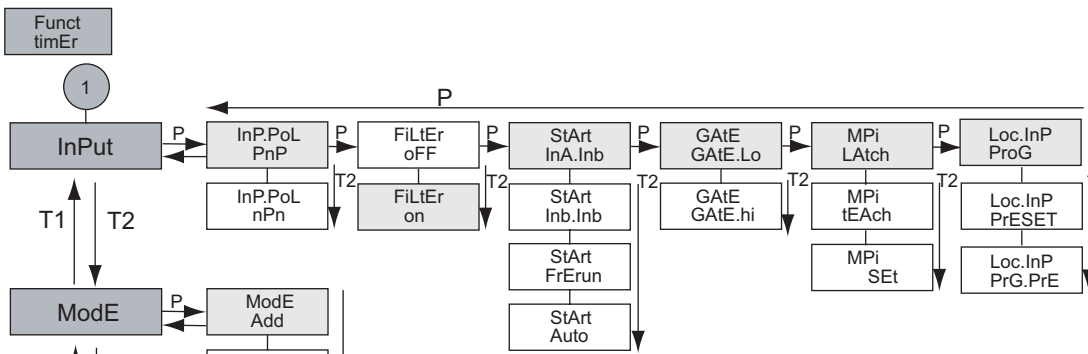 Funct
timEr
1
P
InPut
P
InP.PoL
PnP
P
FiLtEr
oFF
P
StArt
InA.Inb
P
GAtE
GAtE.Lo
P
MPi
LAtch
P
Loc.InP
ProG
InP.PoL
nPn
T2
FiLtEr
on
T2
StArt
Inb.Inb
T2
GAtE
GAtE.hi
T2
MPi
tEAch
T2
Loc.InP
PrESET
StArt
FrErun
MPi
SEt
Loc.InP
PrG.PrE
StArt
Auto
T1
T2
ModE
P
ModE
Add